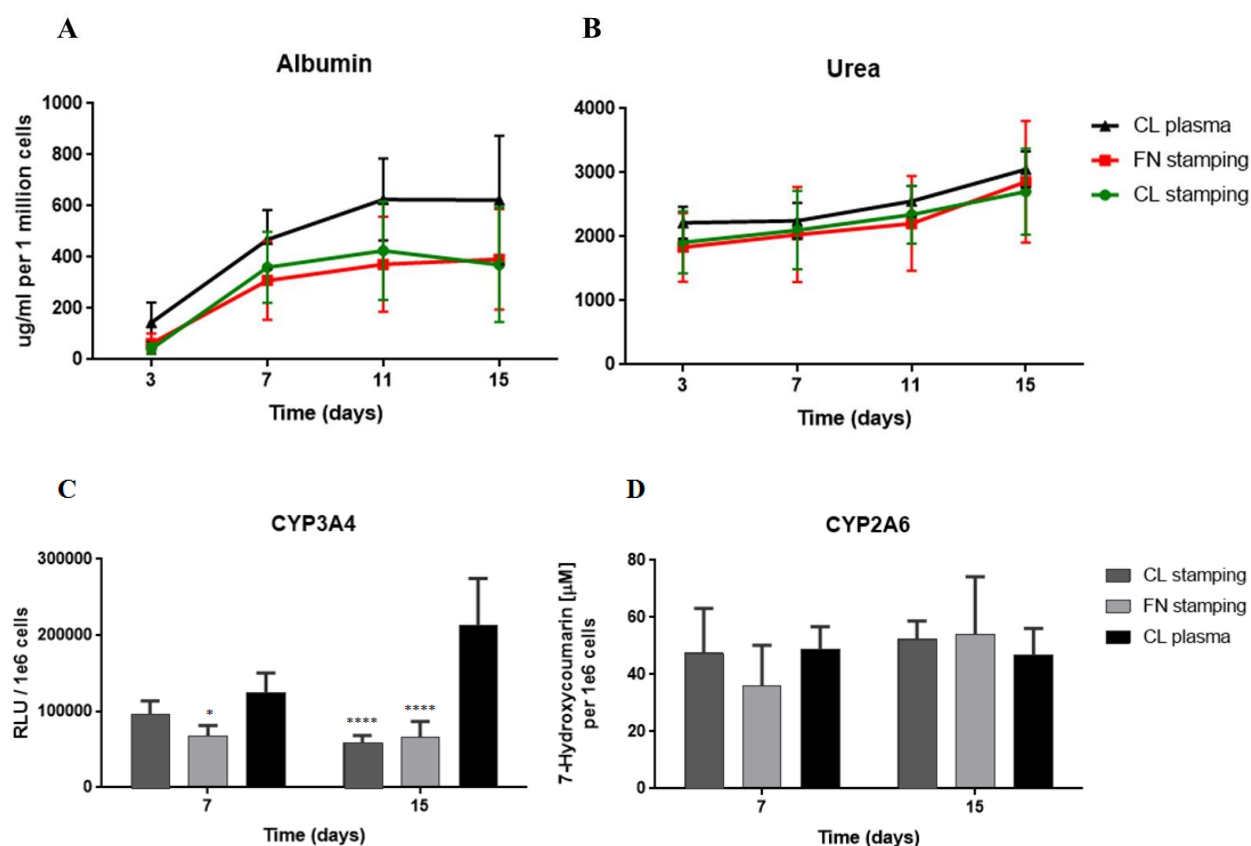 A
Albumin
ug/ml per 1 million cells
1000
800
600
400
200
0
3 7 11 15
Time (days)
B
Urea
4000
3000
2000
1000
0
3 7 11 15
Time (days)
CL plasma
FN stamping
CL stamping
C
CYP3A4
RLU / 1e6 cells
300000
200000
100000
0
* **** ****
7 15
Time (days)
D
CYP2A6
7-Hydroxycoumarin [µM]
per 1e6 cells
80
60
40
20
0
7 15
Time (days)
CL stamping
FN stamping
CL plasma